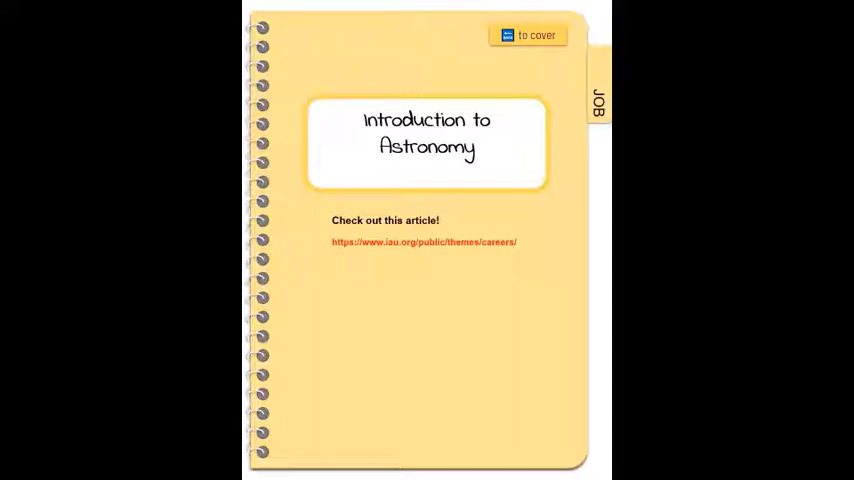 to cover
JOB
Introduction to
Astronomy
Check out this article!
https://www.iau.org/public/themes/careers/